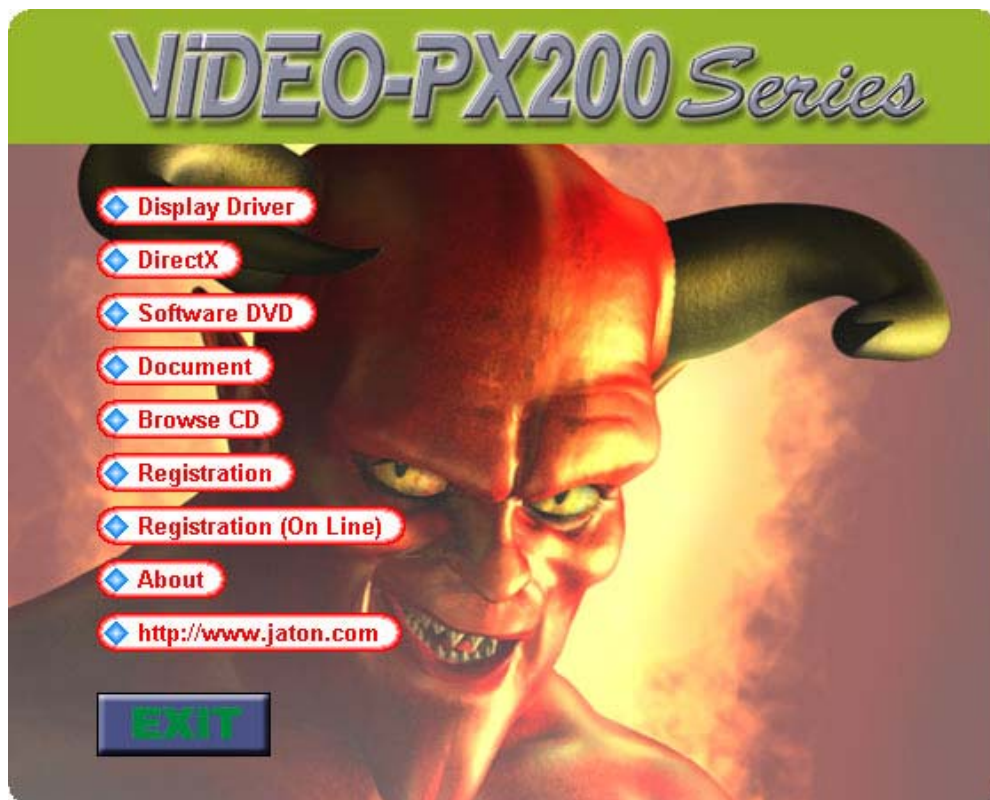 ViDEO-PX200 Series
Display Driver
DirectX
Software DVD
Document
Browse CD
Registration
Registration (On Line)
About
http://www.jaton.com
EXiT